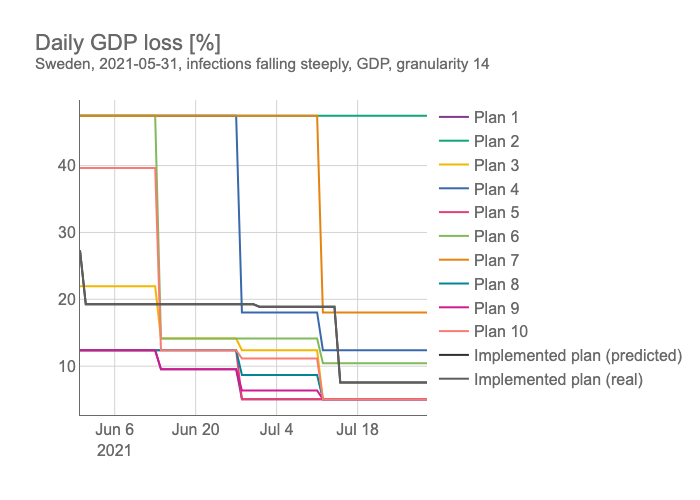 Daily GDP loss [%]
Sweden, 2021-05-31, infections falling steeply, GDP, granularity 14
40
30
20
10
Jun 6
2021
Jun 20
Jul 4
Jul 18
Plan 1
Plan 2
Plan 3
Plan 4
Plan 5
Plan 6
Plan 7
Plan 8
Plan 9
Plan 10
Implemented plan (predicted)
Implemented plan (real)